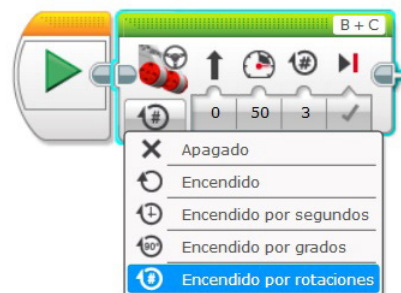 B + C
0 50 3
Apagado
Encendido
Encendido por segundos
Encendido por grados
Encendido por rotaciones